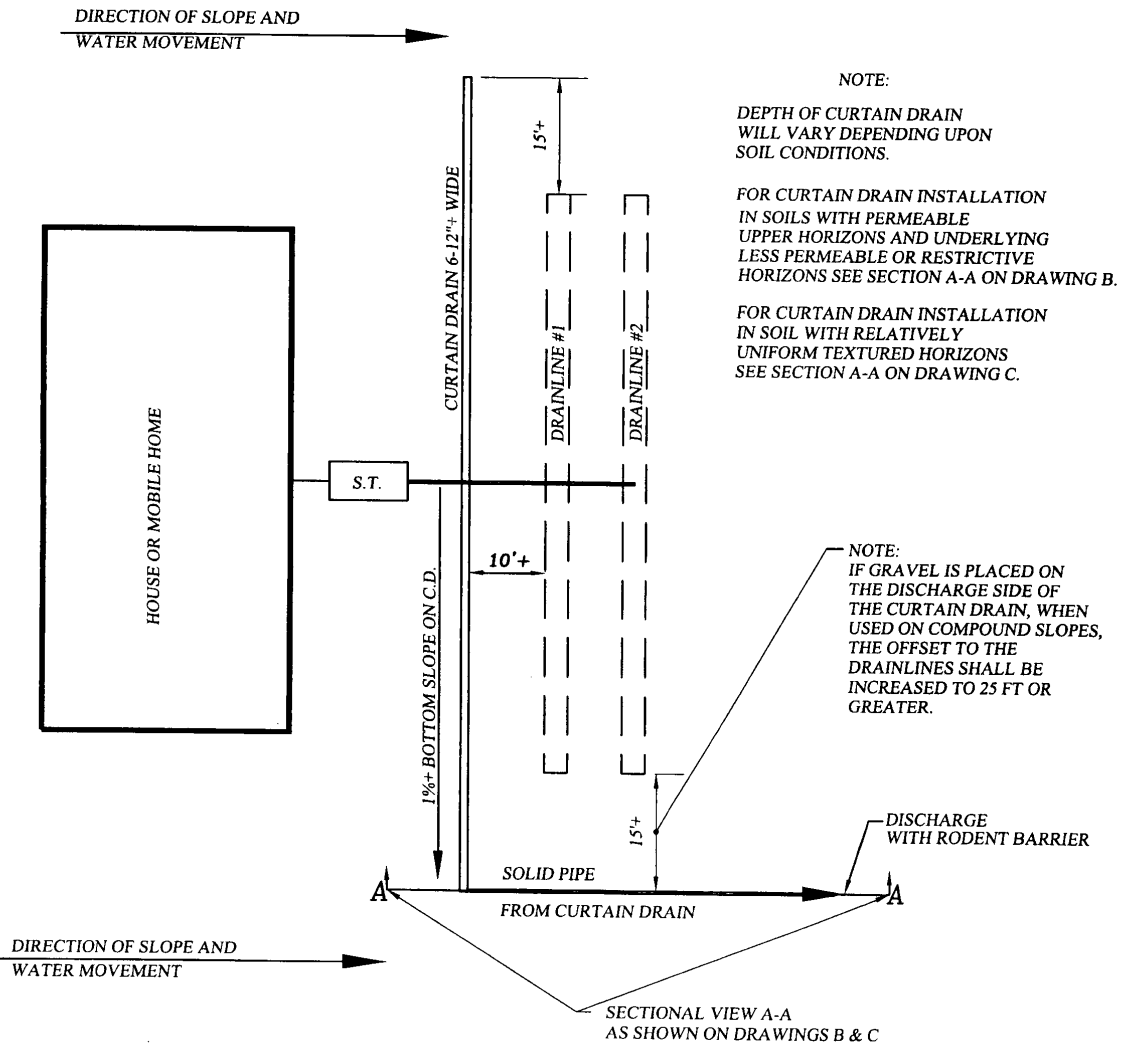 DIRECTION OF SLOPE AND
WATER MOVEMENT
NOTE:
DEPTH OF CURTAIN DRAIN
WILL VARY DEPENDING UPON
SOIL CONDITIONS.
FOR CURTAIN DRAIN INSTALLATION
IN SOILS WITH PERMEABLE
UPPER HORIZONS AND UNDERLYING
LESS PERMEABLE OR RESTRICTIVE
HORIZONS SEE SECTION A-A ON DRAWING B.
FOR CURTAIN DRAIN INSTALLATION
IN SOIL WITH RELATIVELY
UNIFORM TEXTURED HORIZONS
SEE SECTION A-A ON DRAWING C.
15'+
CURTAIN DRAIN 6-12"+ WIDE
DRAINLINE #1
DRAINLINE #2
HOUSE OR MOBILE HOME
S.T.
10'+
1%+ BOTTOM SLOPE ON C.D.
NOTE:
IF GRAVEL IS PLACED ON
THE DISCHARGE SIDE OF
THE CURTAIN DRAIN, WHEN
USED ON COMPOUND SLOPES,
THE OFFSET TO THE
DRAINLINES SHALL BE
INCREASED TO 25 FT OR
GREATER.
15'+
DISCHARGE
WITH RODENT BARRIER
A
SOLID PIPE
FROM CURTAIN DRAIN
A
DIRECTION OF SLOPE AND
WATER MOVEMENT
SECTIONAL VIEW A-A
AS SHOWN ON DRAWINGS B & C